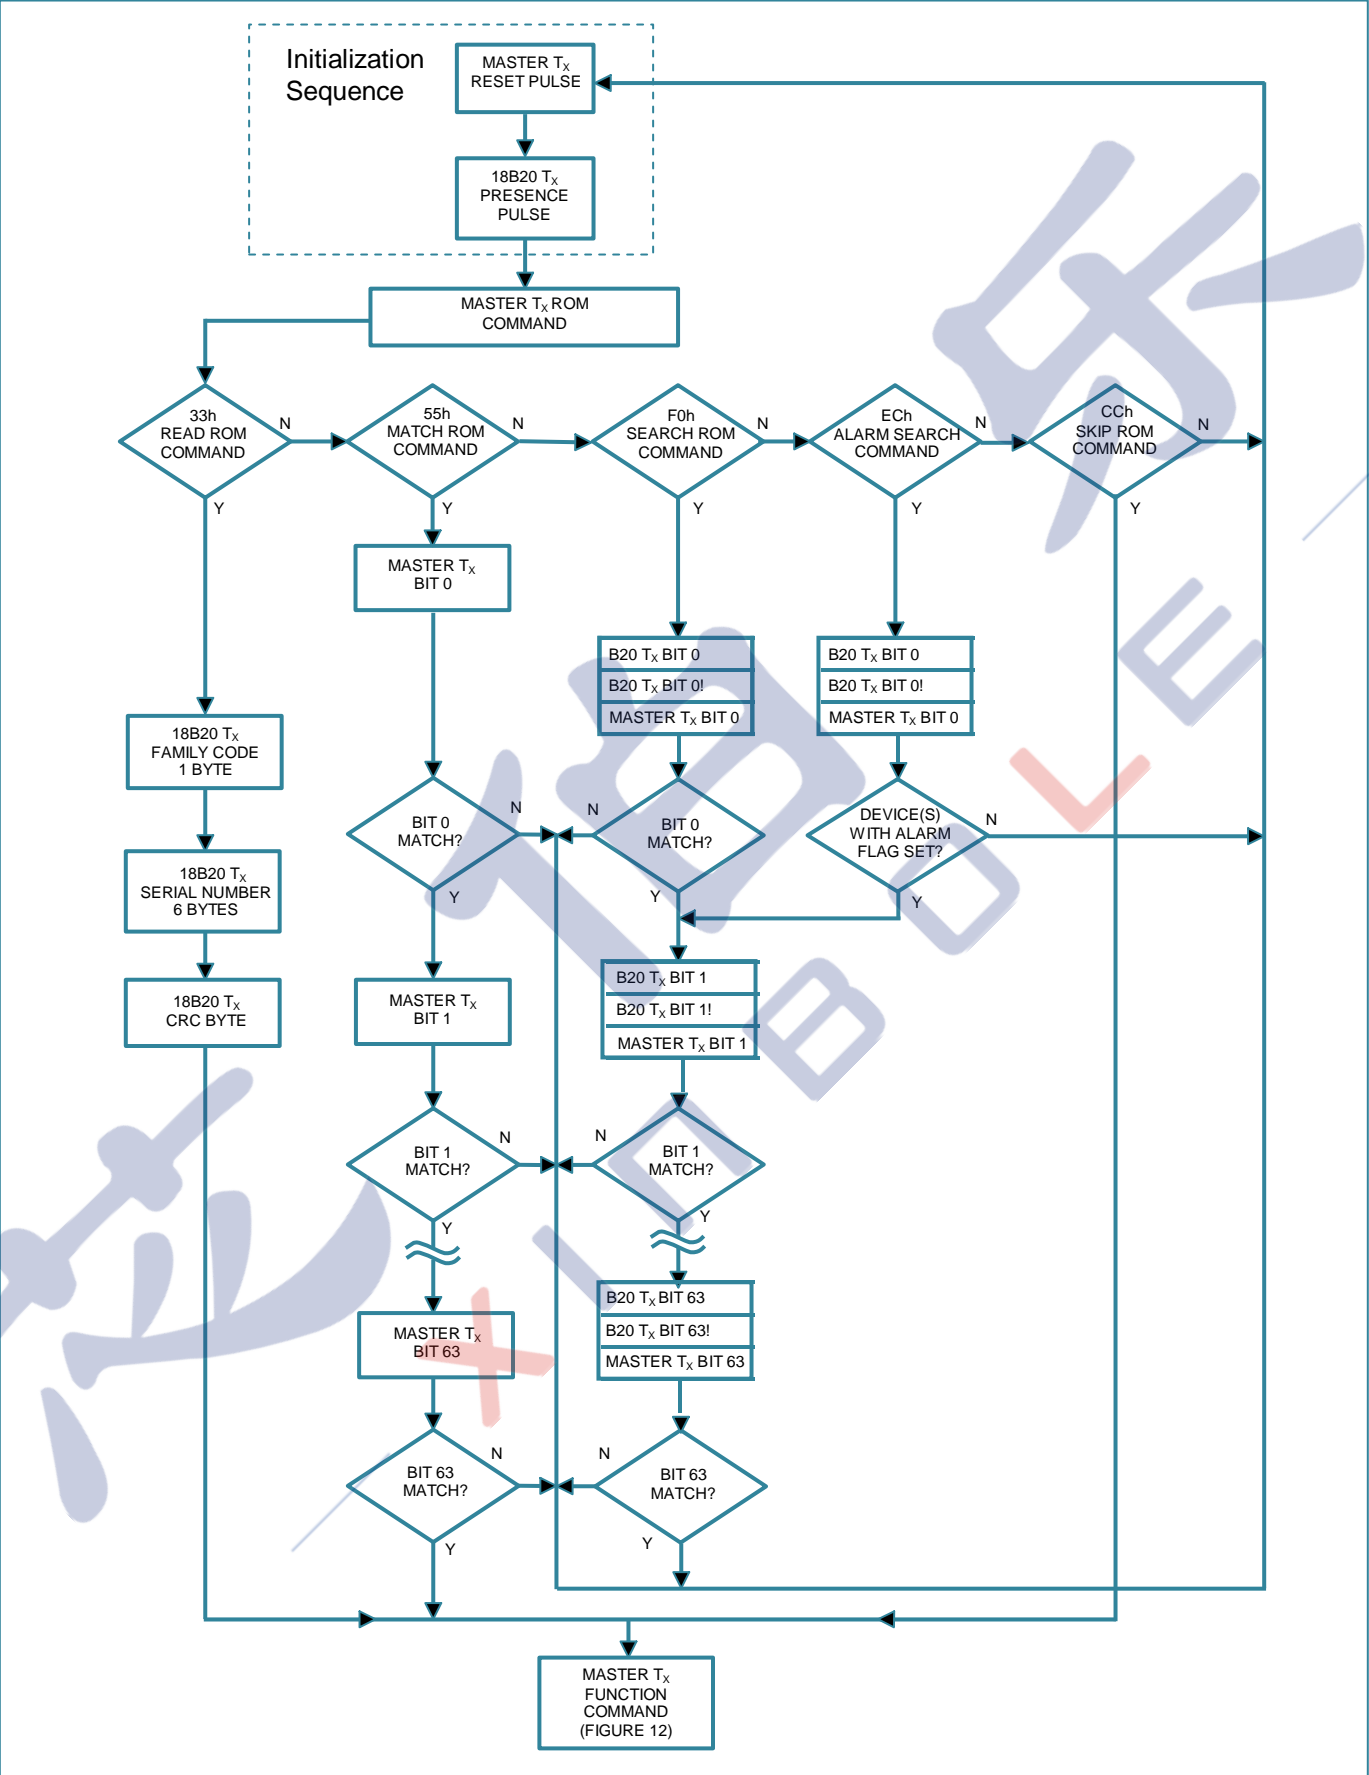 Initialization
Sequence
MASTER TX
RESET PULSE
18B20 TX
PRESENCE
PULSE
MASTER TX ROM
COMMAND
33h
READ ROM
COMMAND
N
Y
55h
MATCH ROM
COMMAND
N
Y
F0h
SEARCH ROM
COMMAND
N
Y
ECh
ALARM SEARCH
COMMAND
N
Y
CCh
SKIP ROM
COMMAND
N
Y
MASTER TX
BIT 0
B20 TX BIT 0
B20 TX BIT 0!
MASTER TX BIT 0
B20 TX BIT 0
B20 TX BIT 0!
MASTER TX BIT 0
18B20 TX
FAMILY CODE
1 BYTE
BIT 0
MATCH?
N
Y
BIT 0
MATCH?
N
Y
DEVICE(S)
WITH ALARM
FLAG SET?
N
Y
18B20 TX
SERIAL NUMBER
6 BYTES
18B20 TX
CRC BYTE
MASTER TX
BIT 1
B20 TX BIT 1
B20 TX BIT 1!
MASTER TX BIT 1
BIT 1
MATCH?
N
Y
BIT 1
MATCH?
N
Y
MASTER TX
BIT 63
B20 TX BIT 63
B20 TX BIT 63!
MASTER TX BIT 63
BIT 63
MATCH?
N
Y
BIT 63
MATCH?
N
Y
MASTER TX
FUNCTION
COMMAND
(FIGURE 12)
XINBOLE